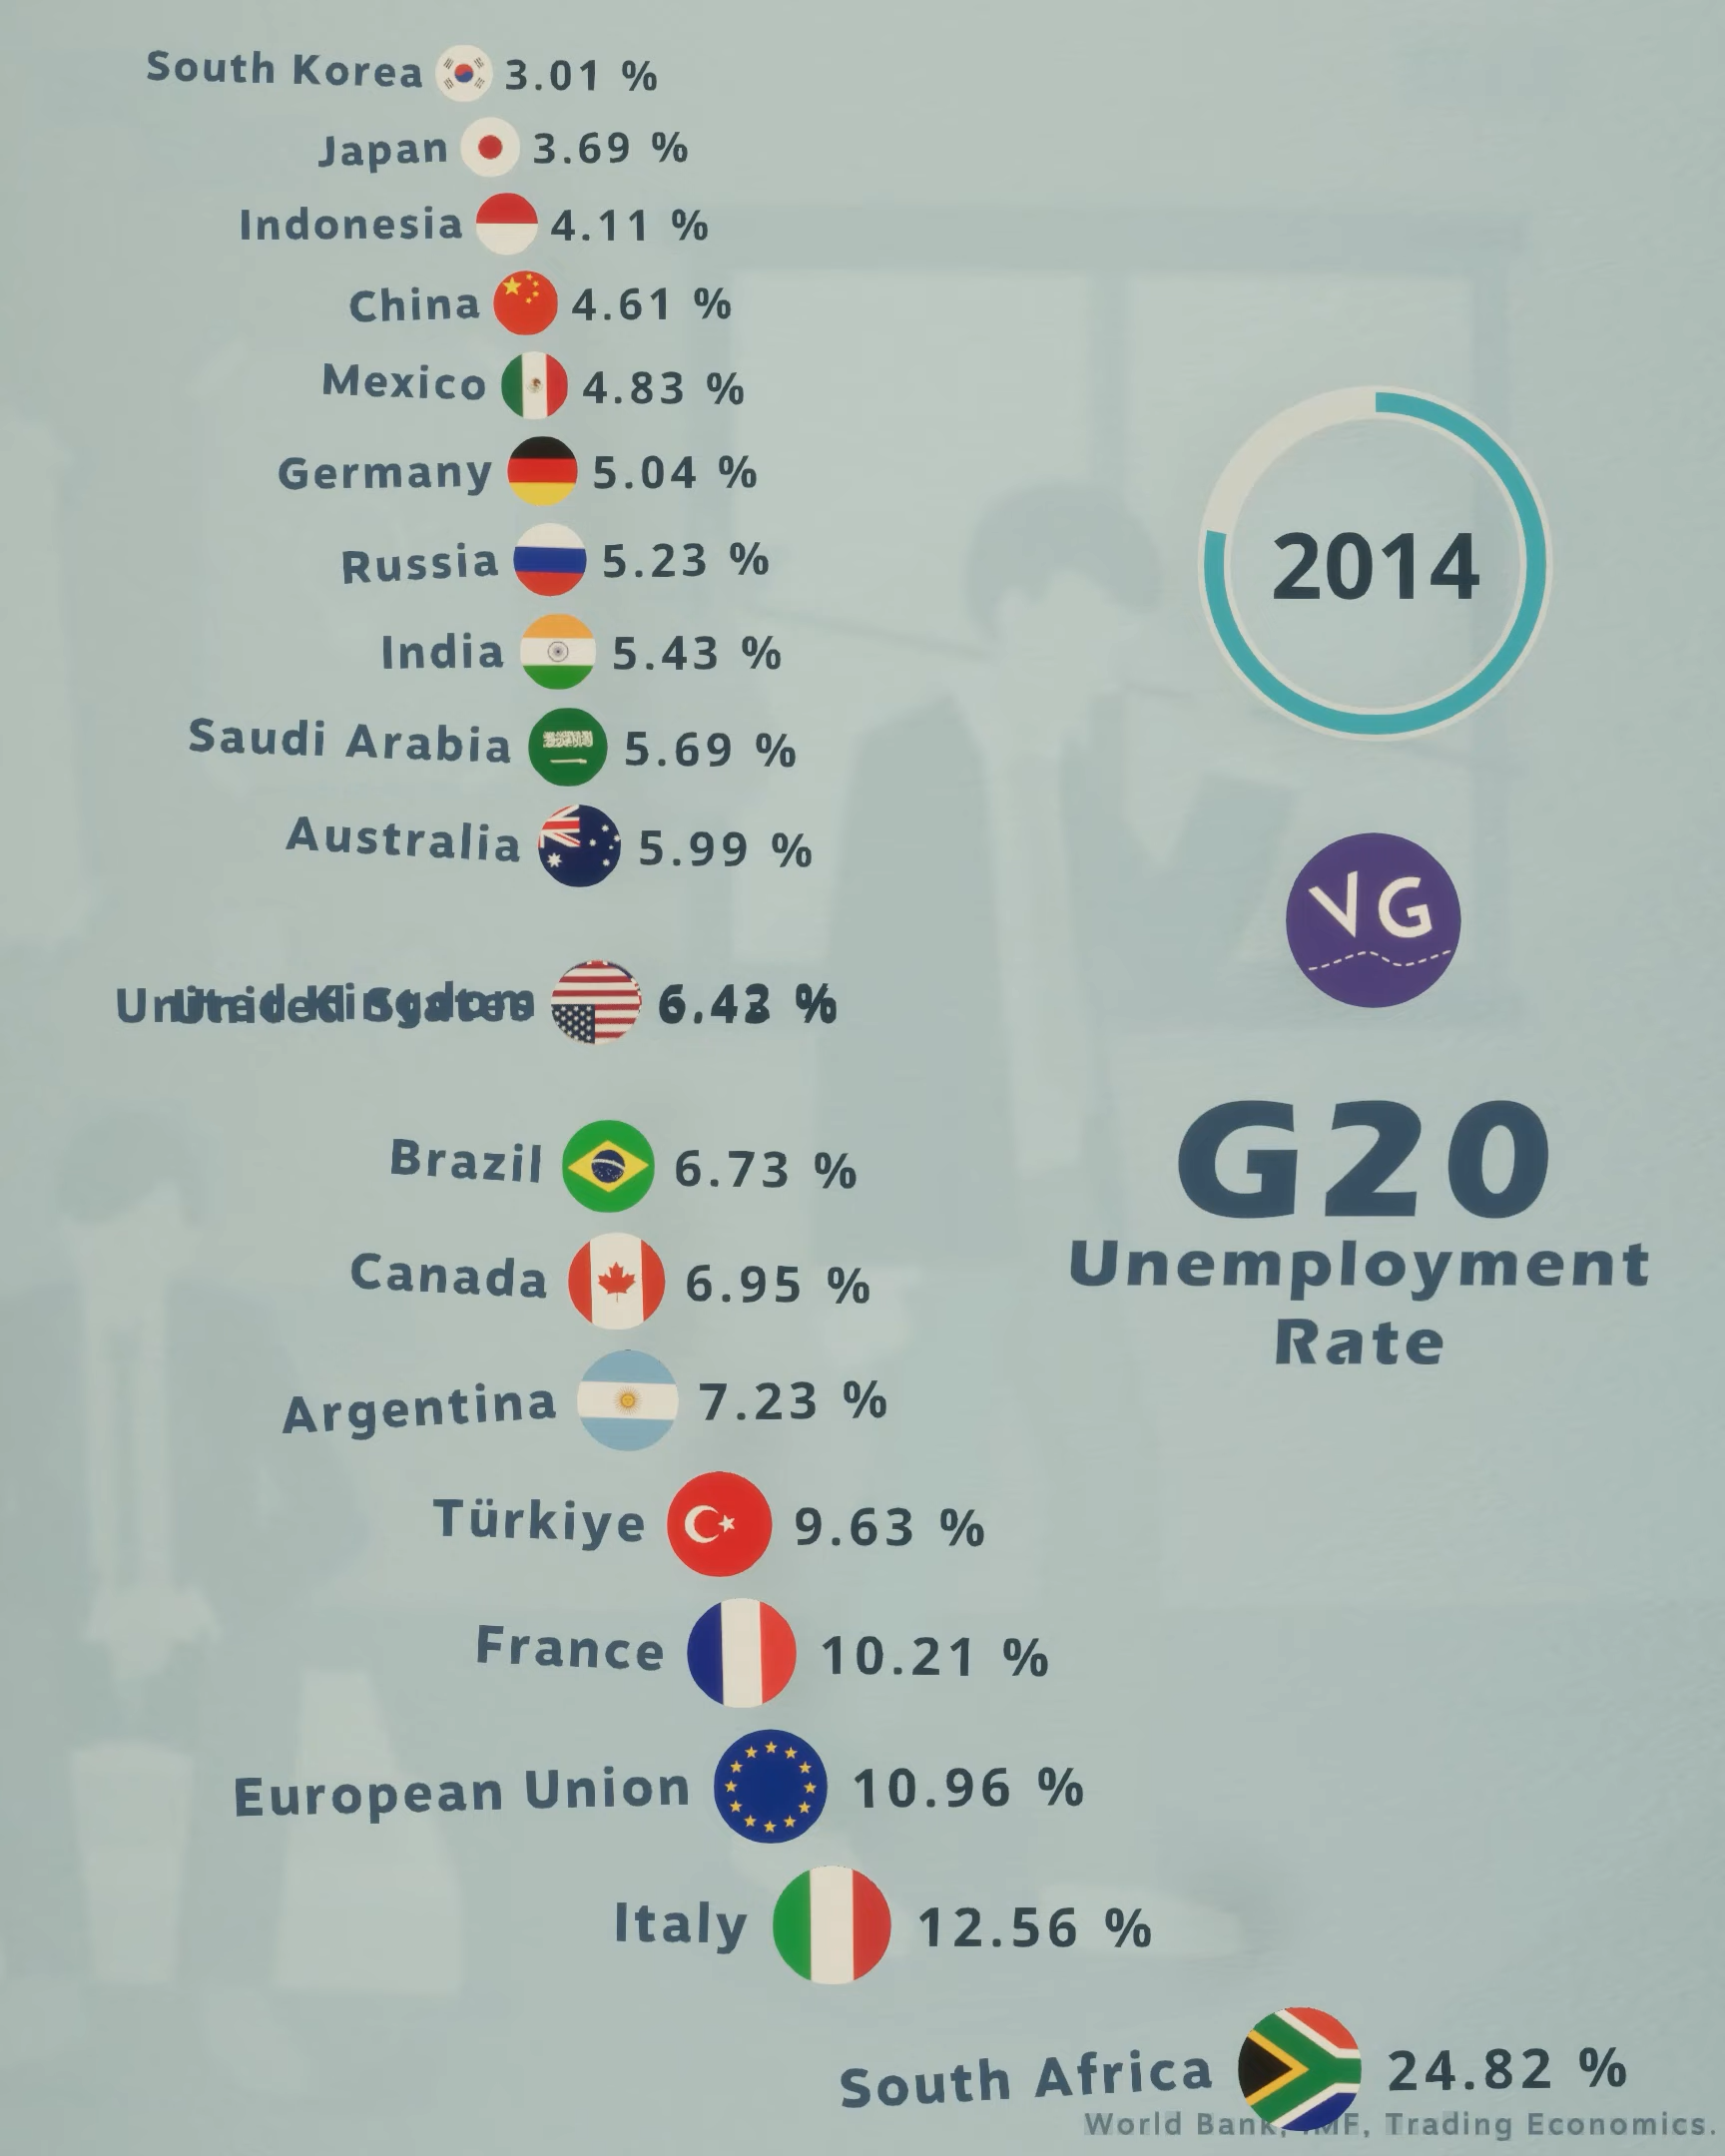 South Korea 3.01 %
Japan 3.69 %
Indonesia 4.11 %
China 4.61 %
Mexico 4.83 %
Germany 5.04 %
Russia 5.23 %
India 5.43 %
Saudi Arabia 5.69 %
Australia 5.99 %
United
Brazil 6.73 %
Canada 6.95 %
Argentina 7.23 %
Türkiye 9.63 %
France 10.21 %
European Union 10.96 %
Italy 12.56 %
South Africa 24.82 %
2014
VG
G20
Unemployment
Rate
World Bank, IMF, Trading Economics.